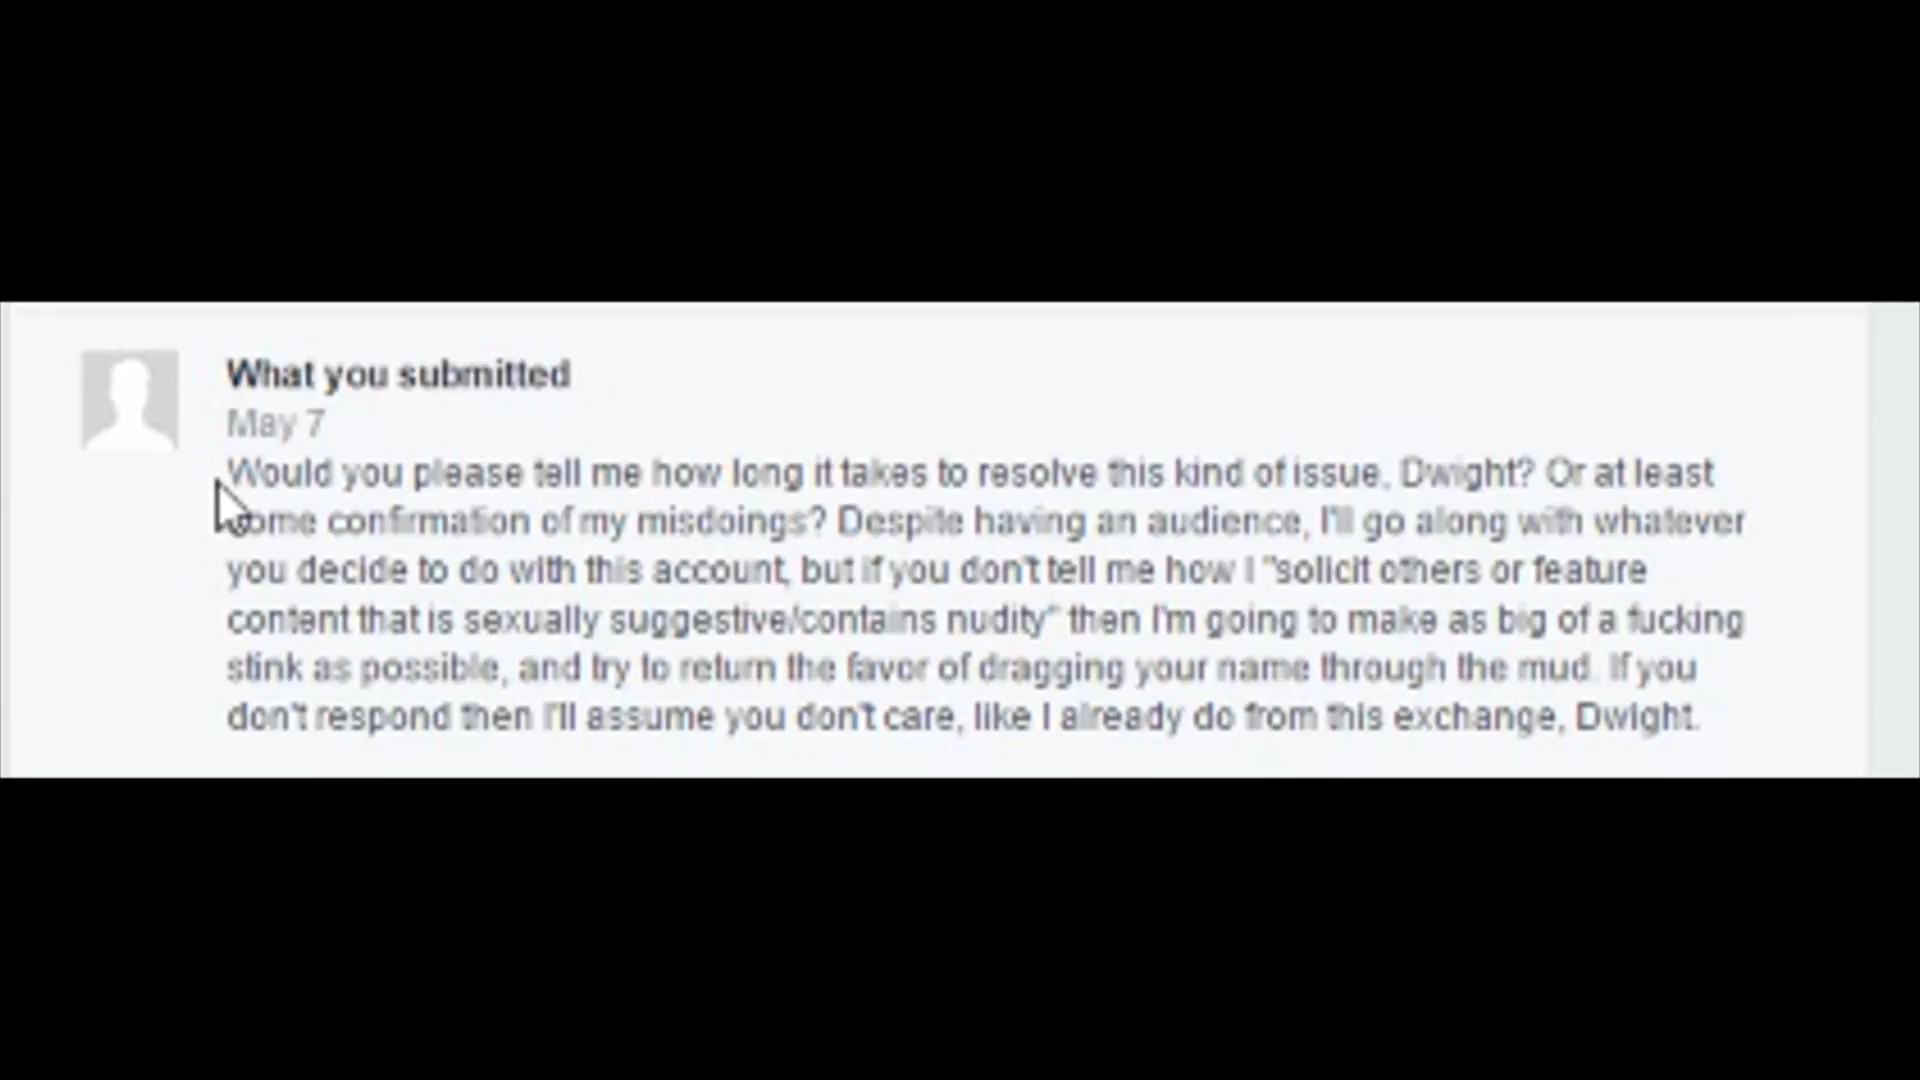 What you submitted
May 7
Would you please tell me how long it takes to resolve this kind of issue, Dwight? Or at least
some confirmation of my misdoings? Despite having an audience, I'll go along with whatever
you decide to do with this account, but if you don't tell me how I "solicit others or feature
content that is sexually suggestive/contains nudity" then I'm going to make as big of a fucking
stink as possible, and try to return the favor of dragging your name through the mud. If you
don't respond then I'll assume you don't care, like I already do from this exchange, Dwight.